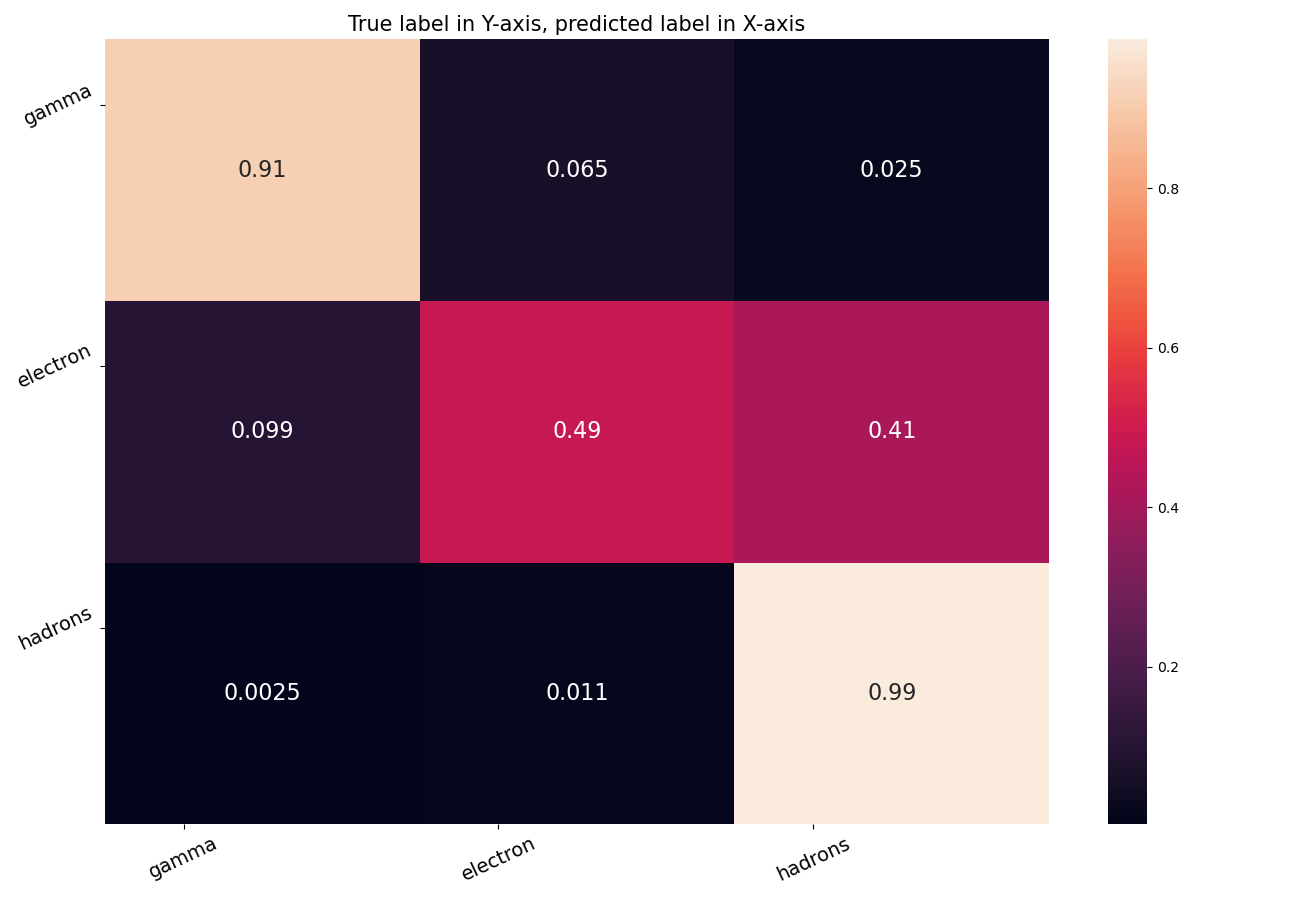 True label in Y-axis, predicted label in X-axis
gamma
0.91 0.065 0.025
0.8
0.6
electron
0.099 0.49 0.41
0.4
hadrons
0.2
0.0025 0.011 0.99
gamma electron hadrons